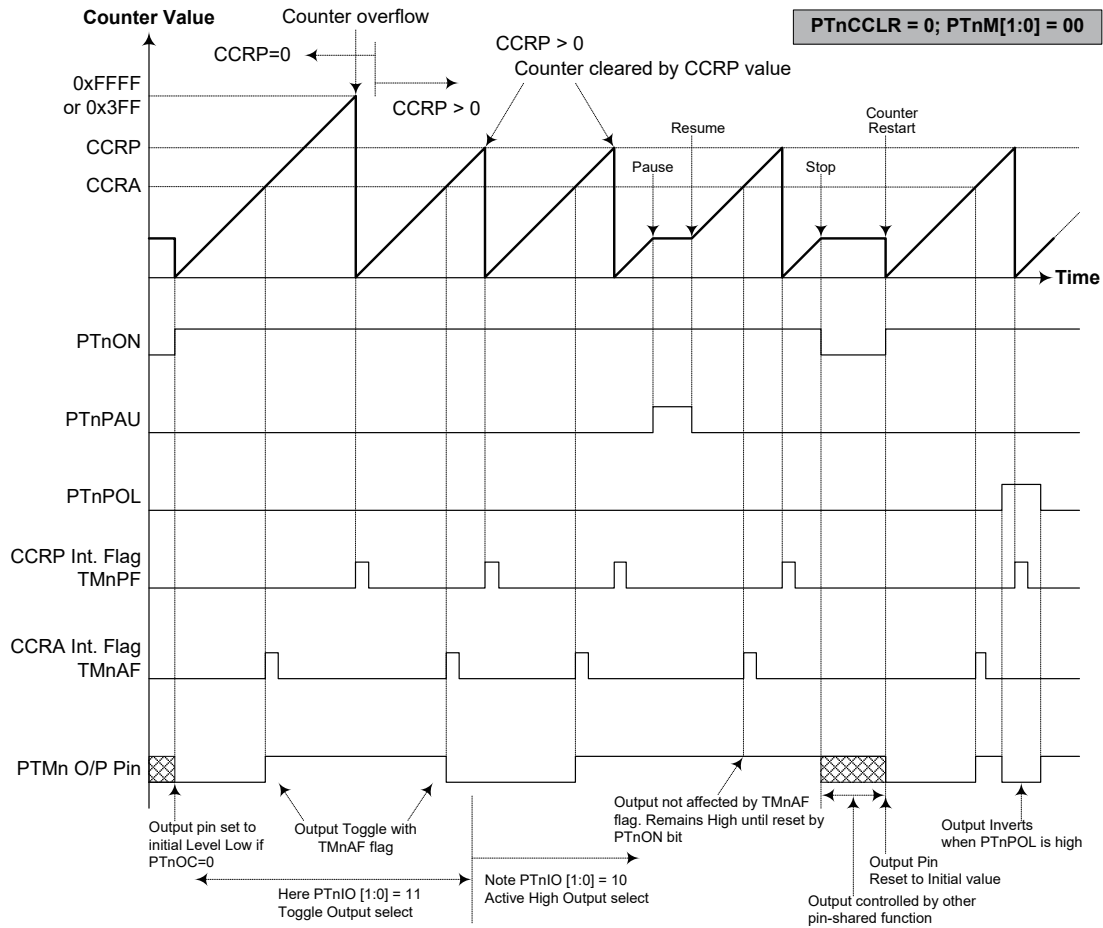 Counter Value
Counter overflow
PTnCCLR = 0; PTnM[1:0] = 00
CCRP=0
CCRP > 0
CCRP > 0
Counter cleared by CCRP value
0xFFFF
or 0x3FF
CCRP
CCRA
Pause
Resume
Stop
Counter
Restart
Time
PTnON
PTnPAU
PTnPOL
CCRP Int. Flag
TMnPF
CCRA Int. Flag
TMnAF
PTMn O/P Pin
Output pin set to
initial Level Low if
PTnOC=0
Output Toggle with
TMnAF flag
Output not affected by TMnAF
flag. Remains High until reset by
PTnON bit
Output Inverts
when PTnPOL is high
Output Pin
Reset to Initial value
Here PTnIO [1:0] = 11
Toggle Output select
Note PTnIO [1:0] = 10
Active High Output select
Output controlled by other
pin-shared function